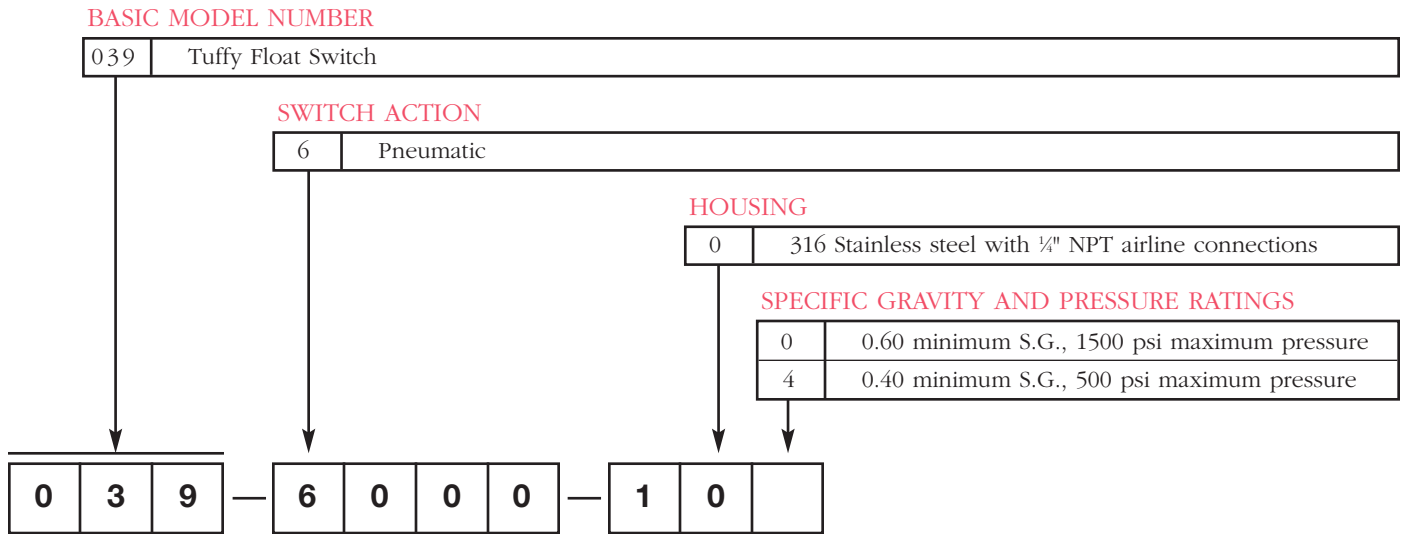 BASIC MODEL NUMBER
039 Tuffy Float Switch
SWITCH ACTION
6 Pneumatic
HOUSING
0 316 Stainless steel with ¼" NPT airline connections
SPECIFIC GRAVITY AND PRESSURE RATINGS
0 0.60 minimum S.G., 1500 psi maximum pressure
4 0.40 minimum S.G., 500 psi maximum pressure
0 3 9 — 6 0 0 0 — 1 0